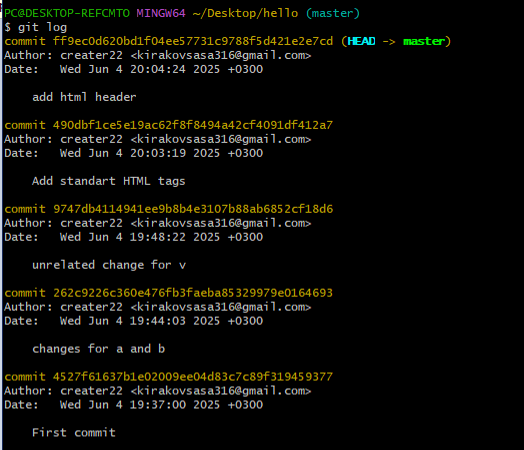 PC@DESKTOP-REFCMTO MINGW64 ~/Desktop/hello (master)
$ git log
commit ff9ec0d620bd1f04ee57731c9788f5d421e2e7cd (HEAD -> master)
Author: creater22 <kirakovsasa316@gmail.com>
Date:   Wed Jun 4 20:04:24 2025 +0300
    add html header
commit 490dbf1ce5e19ac62f8f8494a42cf4091df412a7
Author: creater22 <kirakovsasa316@gmail.com>
Date:   Wed Jun 4 20:03:19 2025 +0300
    Add standart HTML tags
commit 9747db4114941ee9b8b4e3107b88ab6852cf18d6
Author: creater22 <kirakovsasa316@gmail.com>
Date:   Wed Jun 4 19:48:22 2025 +0300
    unrelated change for v
commit 262c9226c360e476fb3faeba85329979e0164693
Author: creater22 <kirakovsasa316@gmail.com>
Date:   Wed Jun 4 19:44:03 2025 +0300
    changes for a and b
commit 4527f61637b1e02009ee04d83c7c89f319459377
Author: creater22 <kirakovsasa316@gmail.com>
Date:   Wed Jun 4 19:37:00 2025 +0300
    First commit